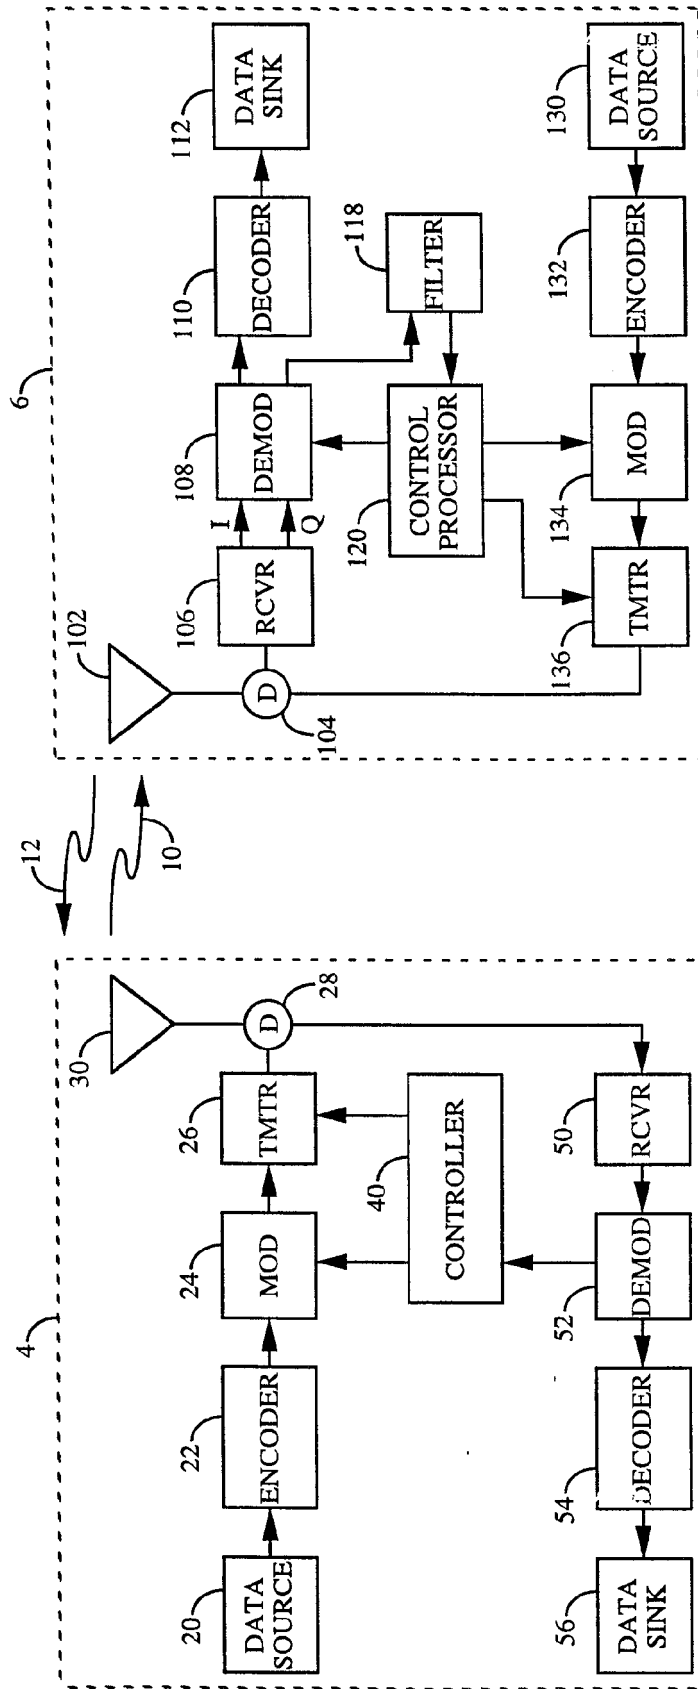 4
30
28
D
20
DATA
SOURCE
22
ENCODER
24
MOD
26
TMTR
40
CONTROLLER
56
DATA
SINK
54
DECODER
52
DEMOD
50
RCVR
12
10
6
102
D
104
106
RCVR
I
Q
108
DEMOD
110
DECODER
112
DATA
SINK
118
FILTER
120
CONTROL
PROCESSOR
136
TMTR
134
MOD
132
ENCODER
130
DATA
SOURCE